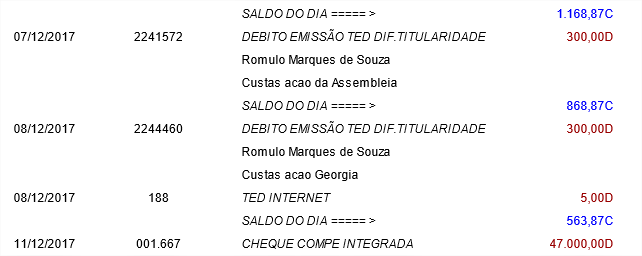 SALDO DO DIA ===== > 1.168,87C
07/12/2017 2241572 DEBITO EMISSÃO TED DIF.TITULARIDADE 300,00D
Romulo Marques de Souza
Custas acao da Assembleia
SALDO DO DIA ===== > 868,87C
08/12/2017 2244460 DEBITO EMISSÃO TED DIF.TITULARIDADE 300,00D
Romulo Marques de Souza
Custas acao Georgia
08/12/2017 188 TED INTERNET 5,00D
SALDO DO DIA ===== > 563,87C
11/12/2017 001.667 CHEQUE COMPE INTEGRADA 47.000,00D